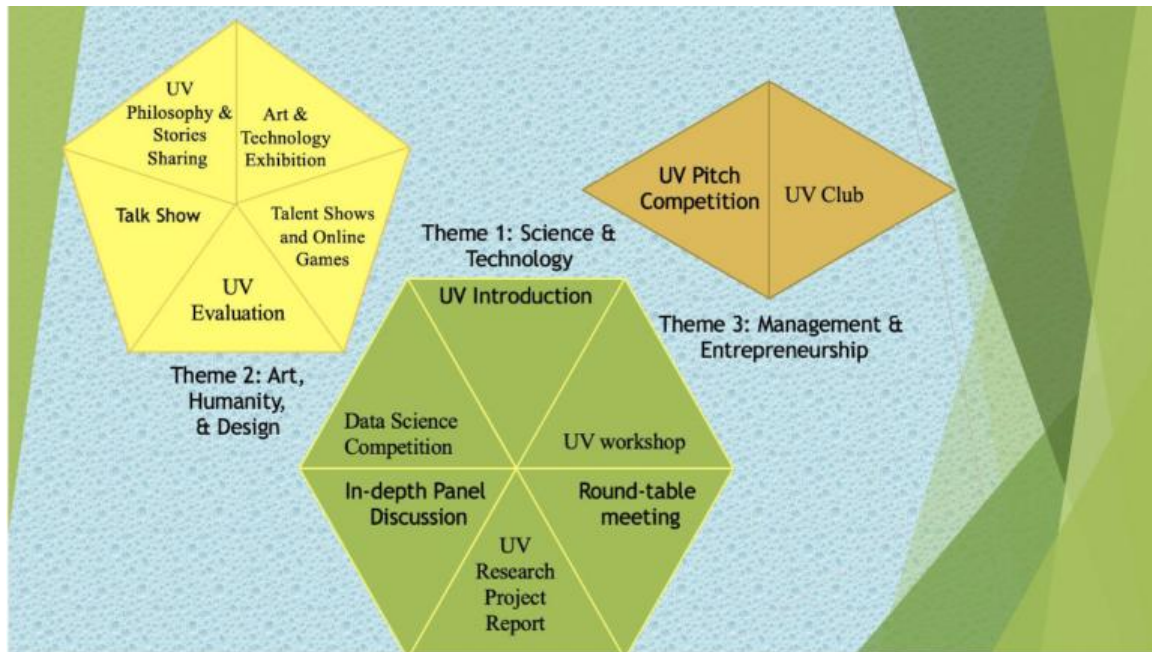 UV
Philosophy &
Stories
Sharing
Art &
Technology
Exhibition
Talk Show
Talent Shows
and Online
Games
UV
Evaluation
Theme 2: Art,
Humanity,
& Design
Theme 1: Science &
Technology
UV Introduction
Data Science
Competition
UV workshop
In-depth Panel
Discussion
Round-table
meeting
UV
Research
Project
Report
UV Pitch
Competition
UV Club
Theme 3: Management &
Entrepreneurship